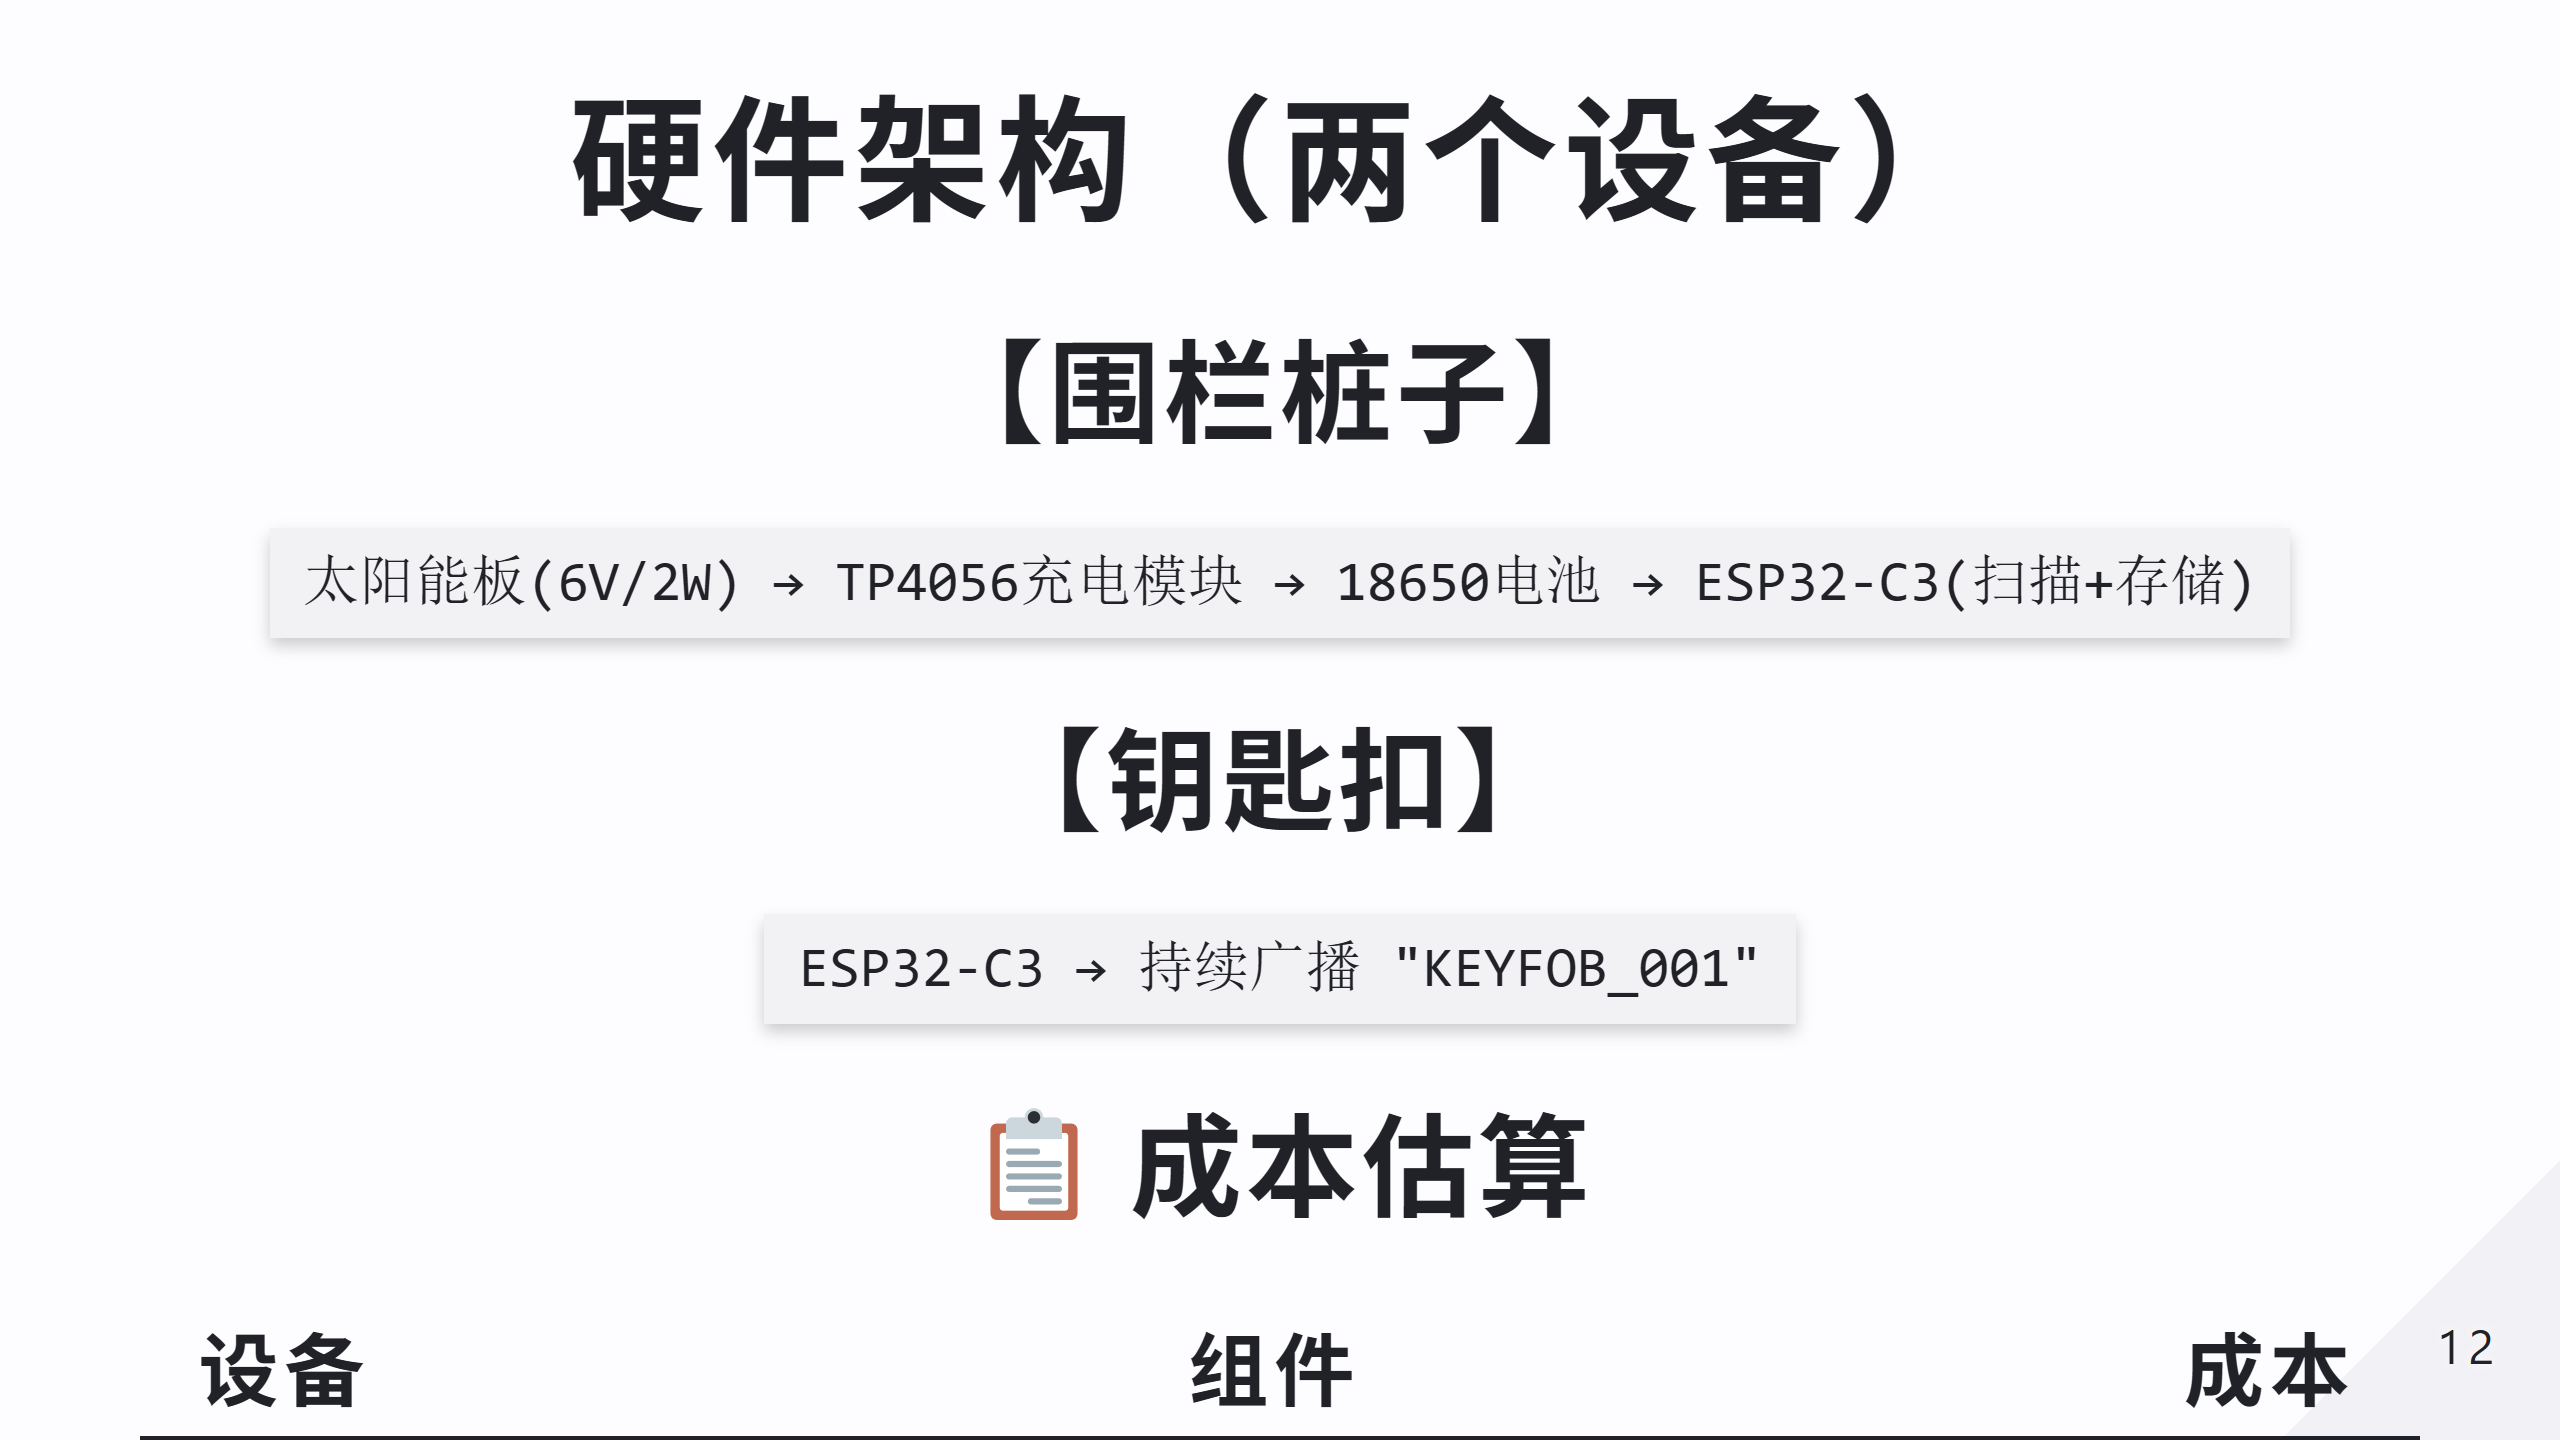 硬件架构（两个设备）
【围栏桩子】
太阳能板(6V/2W) → TP4056充电模块 → 18650电池 → ESP32-C3(扫描+存储)
【钥匙扣】
ESP32-C3 → 持续广播 "KEYFOB_001"
📋 成本估算
设备 组件 成本
12